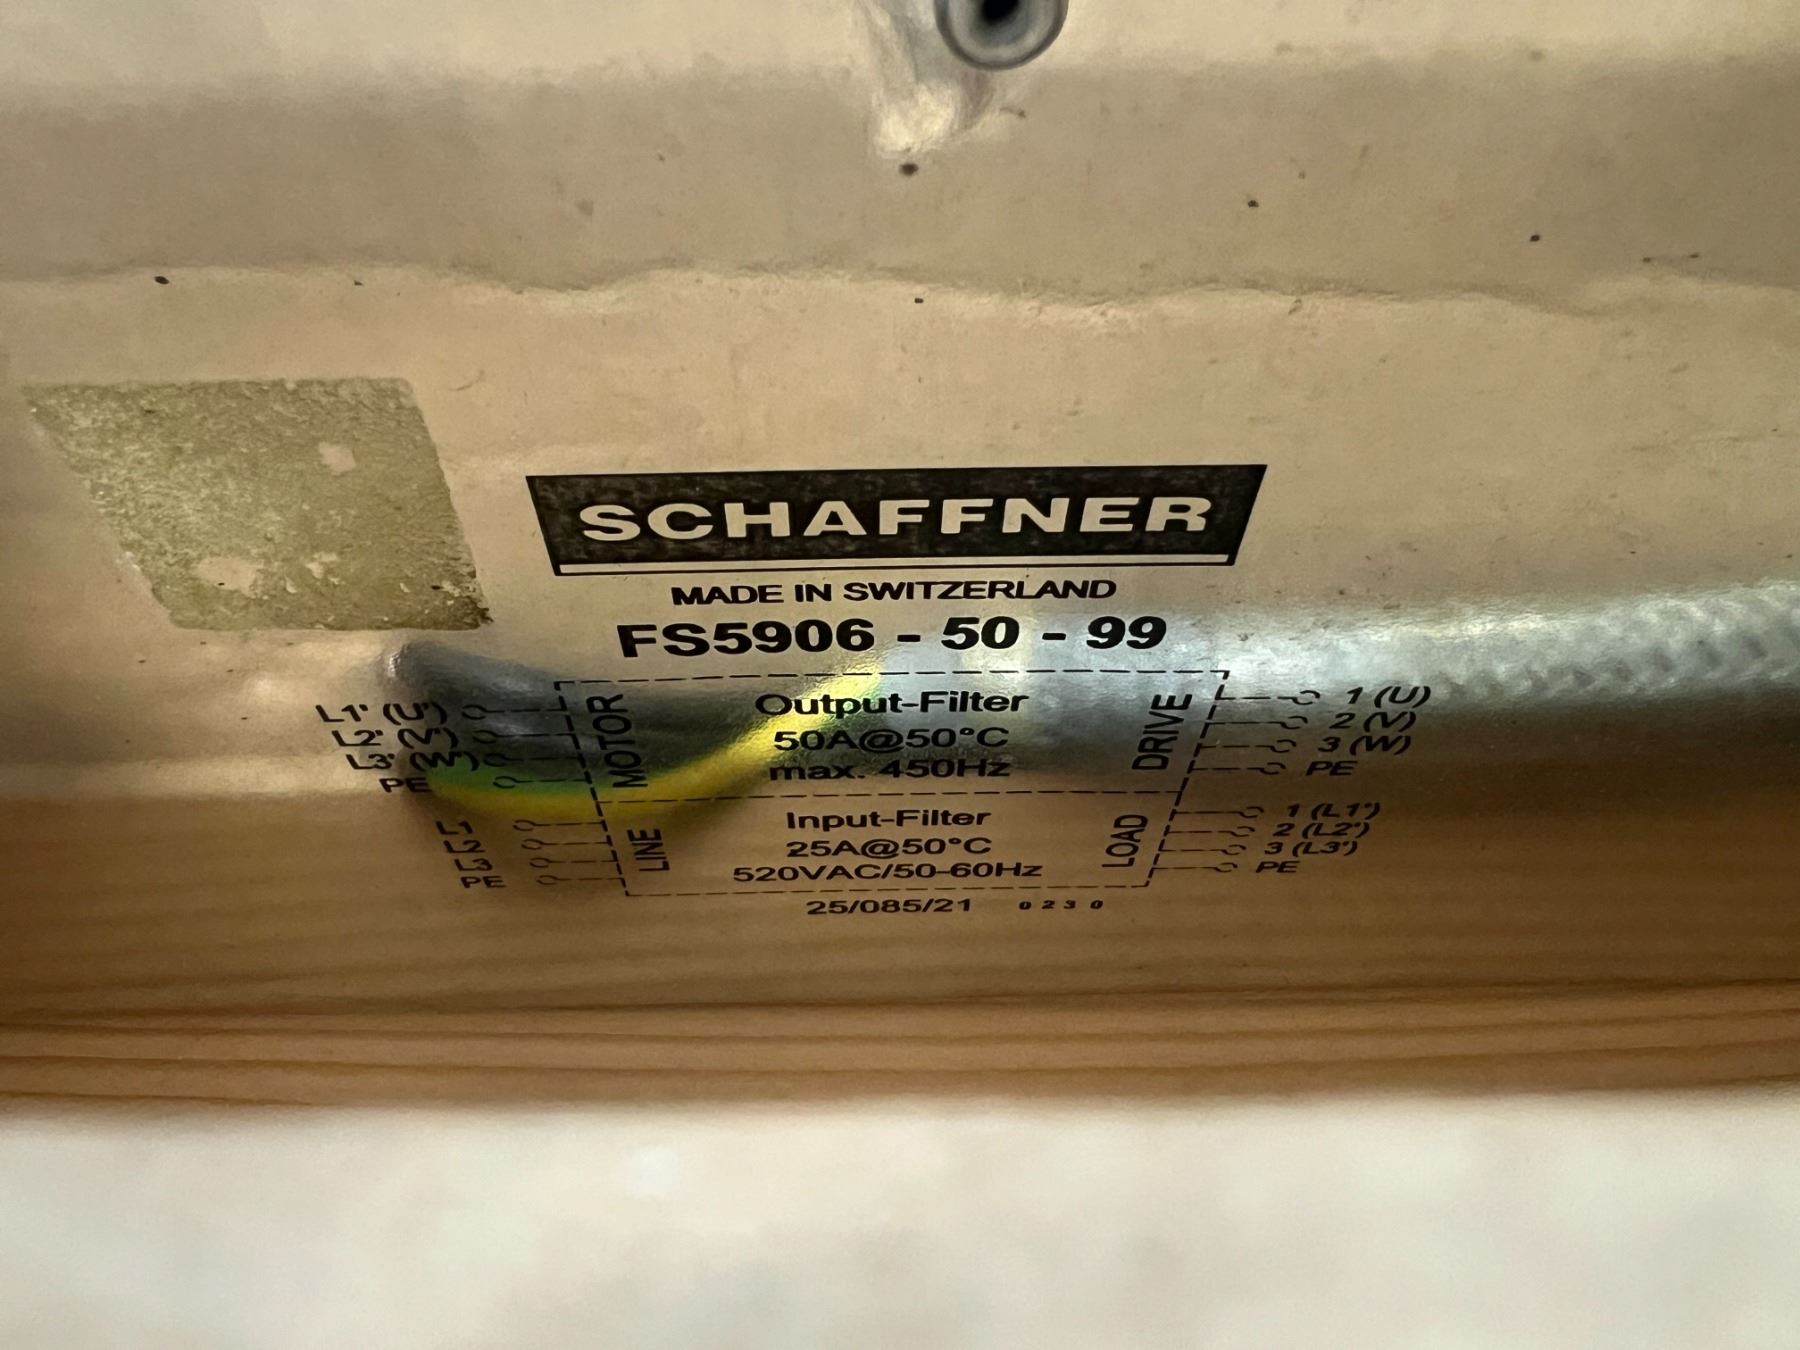 SCHAFFNER
MADE IN SWITZERLAND
FS5906 - 50 - 99
L1' (U')
L2' (V')
L3' (W')
PE
MOTOR
Output-Filter
50A@50°C
max. 450Hz
DRIVE
1 (U)
2 (V)
3 (W)
PE
L1
L2
L3
PE
LINE
Input-Filter
25A@50°C
520VAC/50-60Hz
LOAD
1 (L1')
2 (L2')
3 (L3')
PE
25/085/21 0230